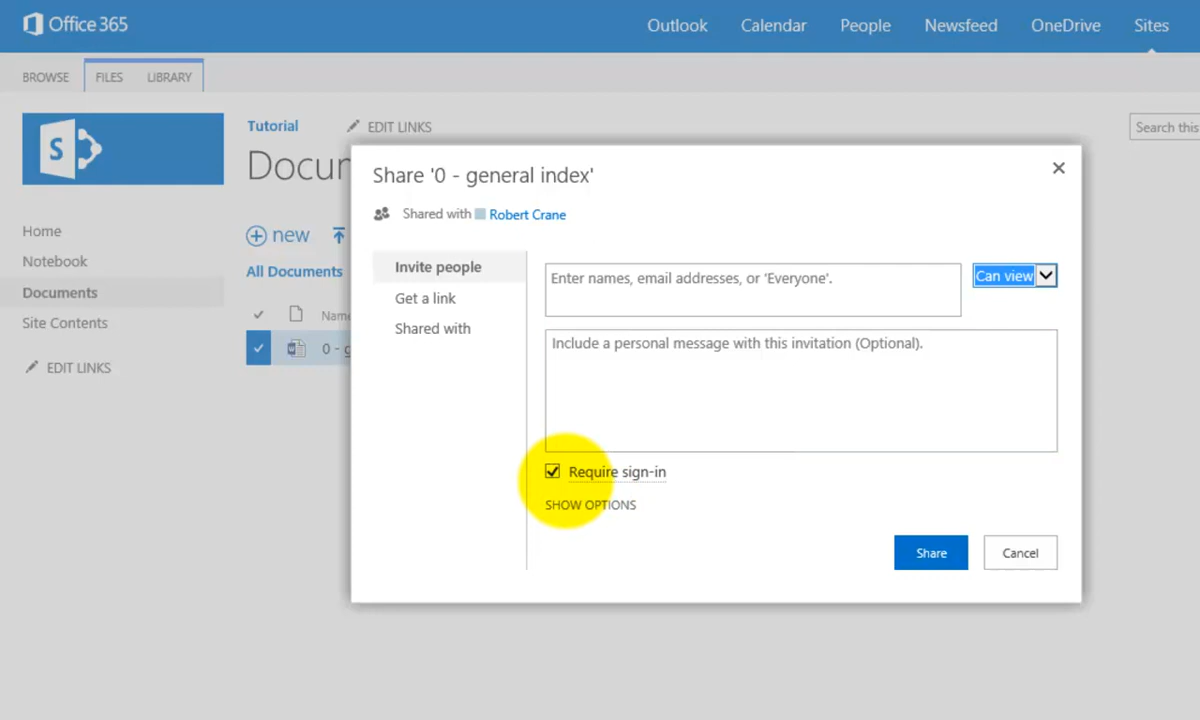 Office 365
Outlook Calendar People Newsfeed OneDrive Sites
BROWSE FILES LIBRARY
S
Tutorial EDIT LINKS
Search this
Share '0 - general index'
Shared with Robert Crane
Home
Notebook
Documents
Site Contents
EDIT LINKS
new
All Documents
0 -
Invite people
Get a link
Shared with
Enter names, email addresses, or 'Everyone'.
Can view
Include a personal message with this invitation (Optional).
Require sign-in
SHOW OPTIONS
Share Cancel